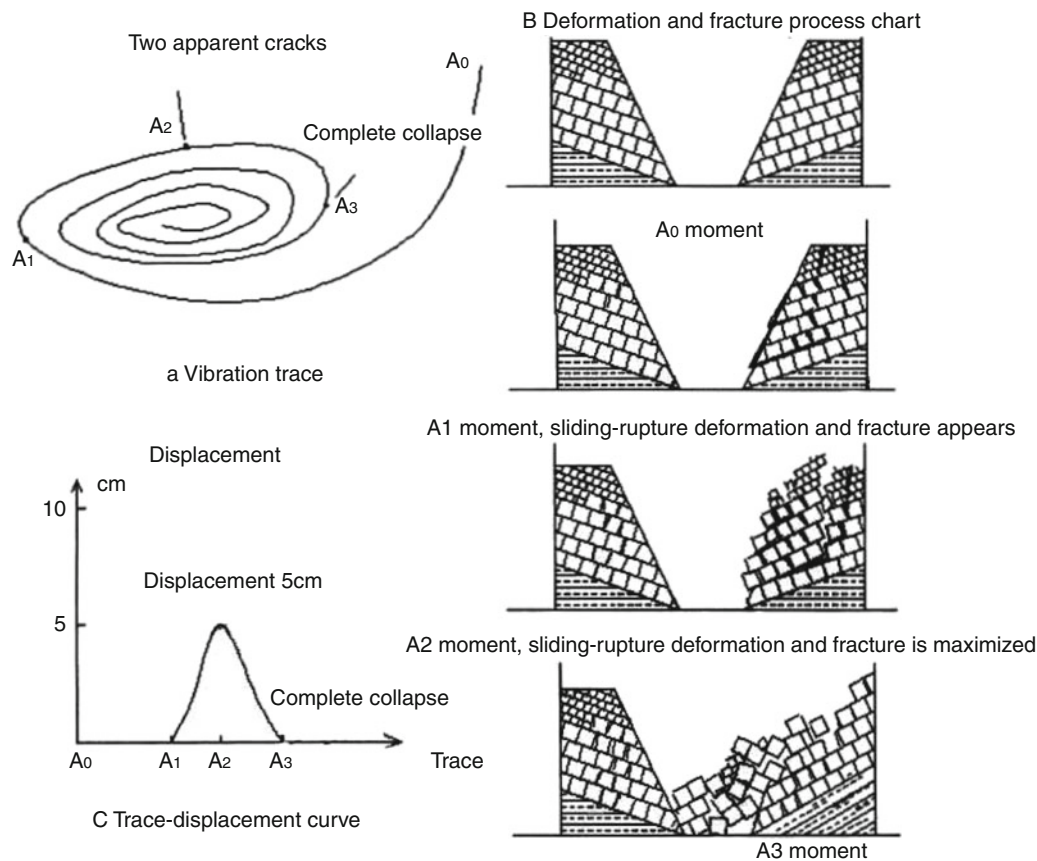 Two apparent cracks
A0
A2
Complete collapse
A3
A1
a Vibration trace
B Deformation and fracture process chart
A0 moment
A1 moment, sliding-rupture deformation and fracture appears
A2 moment, sliding-rupture deformation and fracture is maximized
A3 moment
Displacement
cm
10
Displacement 5cm
5
Complete collapse
A0 A1 A2 A3 Trace
C Trace-displacement curve